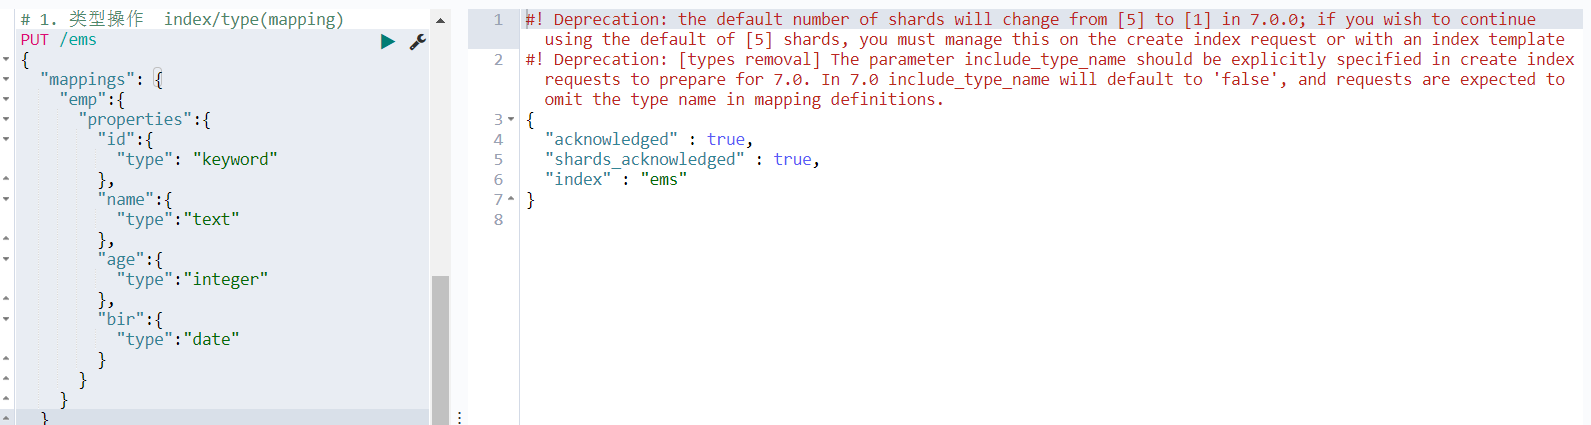 # 1. 类型操作  index/type(mapping)
PUT /ems
{
"mappings": {
"emp":{
"properties":{
"id":{
"type": "keyword"
},
"name":{
"type":"text"
},
"age":{
"type":"integer"
},
"bir":{
"type":"date"
}
}
}
}
1 #! Deprecation: the default number of shards will change from [5] to [1] in 7.0.0; if you wish to continue
using the default of [5] shards, you must manage this on the create index request or with an index template
2 #! Deprecation: [types removal] The parameter include_type_name should be explicitly specified in create index
requests to prepare for 7.0. In 7.0 include_type_name will default to 'false', and requests are expected to
omit the type name in mapping definitions.
3 {
4 "acknowledged" : true,
5 "shards_acknowledged" : true,
6 "index" : "ems"
7 }
8